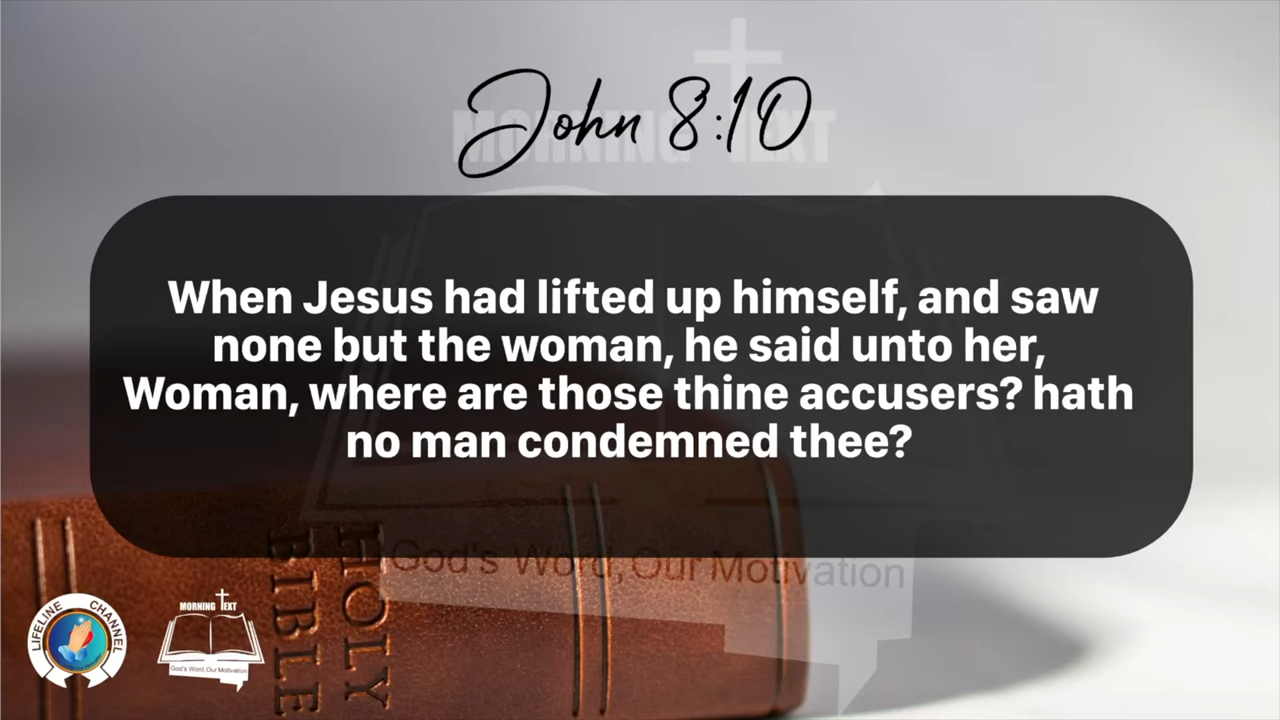 John 8:10
MORNING TEXT
When Jesus had lifted up himself, and saw
none but the woman, he said unto her,
Woman, where are those thine accusers? hath
no man condemned thee?
God's Word, Our Motivation
HOLY
BIBLE
LIFELINE CHANNEL
MORNING TEXT
God's Word, Our Motivation